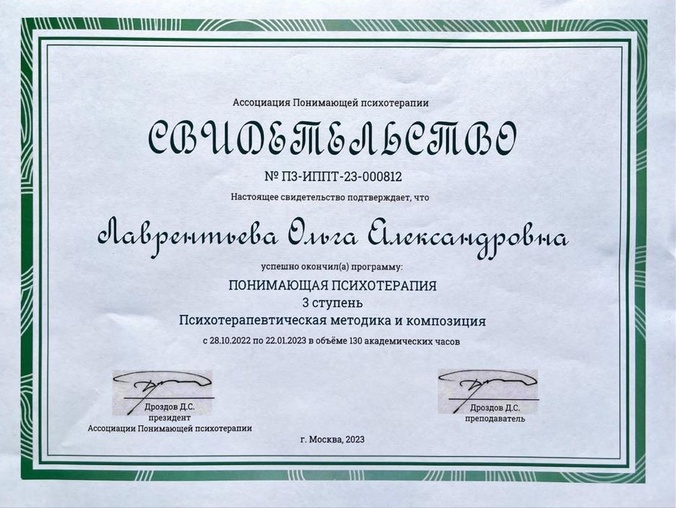 Ассоциация Понимающей психотерапии
СВИДЕТЕЛЬСТВО
№ ПЗ-ИППТ-23-000812
Настоящее свидетельство подтверждает, что
Лаврентьева Ольга Александровна
успешно окончил(а) программу:
ПОНИМАЮЩАЯ ПСИХОТЕРАПИЯ
3 ступень
Психотерапевтическая методика и композиция
с 28.10.2022 по 22.01.2023 в объёме 130 академических часов
Дроздов Д.С.
президент
Ассоциации Понимающей психотерапии
Дроздов Д.С.
преподаватель
г. Москва, 2023